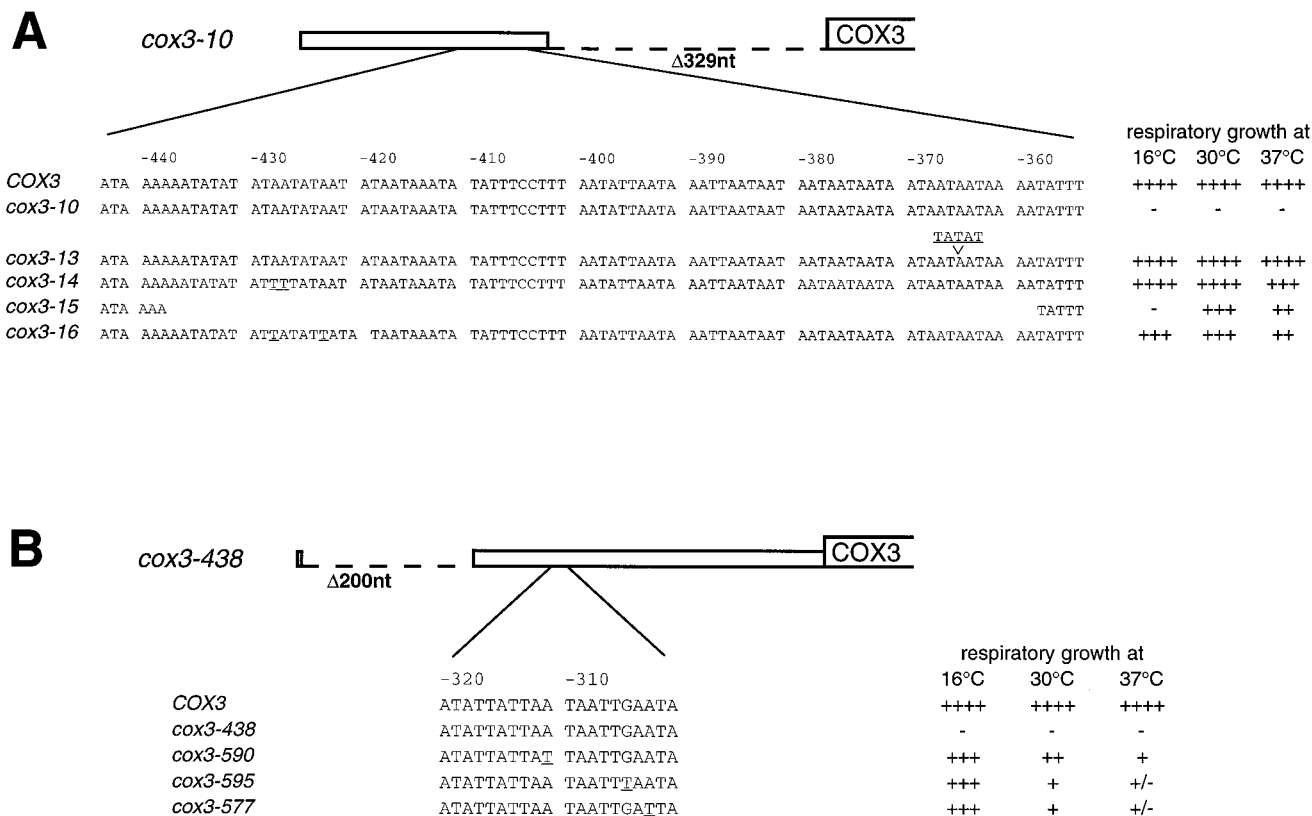 A
cox3-10
COX3
Δ329nt
respiratory growth at
16°C 30°C 37°C
-440 -430 -420 -410 -400 -390 -380 -370 -360
COX3 ATA AAAAATATAT ATAATATAAT ATAATAAATA TATTTCCTTT AATATTAATA AATTAATAAT AATAATAATA ATAATAATAA AATATTT ++++ ++++ ++++
cox3-10 ATA AAAAATATAT ATAATATAAT ATAATAAATA TATTTCCTTT AATATTAATA AATTAATAAT AATAATAATA ATAATAATAA AATATTT - - -
TATAT
cox3-13 ATA AAAAATATAT ATAATATAAT ATAATAAATA TATTTCCTTT AATATTAATA AATTAATAAT AATAATAATA ATAATAATAA AATATTT ++++ ++++ ++++
cox3-14 ATA AAAAATATAT ATTTTATAAT ATAATAAATA TATTTCCTTT AATATTAATA AATTAATAAT AATAATAATA ATAATAATAA AATATTT ++++ ++++ +++
cox3-15 ATA AAA TATTT - +++ ++
cox3-16 ATA AAAAATATAT ATTATATTATA TAATAAATA TATTTCCTTT AATATTAATA AATTAATAAT AATAATAATA ATAATAATAA AATATTT +++ +++ ++
B
cox3-438
COX3
Δ200nt
respiratory growth at
16°C 30°C 37°C
-320 -310
COX3 ATATTATTAA TAATTGAATA ++++ ++++ ++++
cox3-438 ATATTATTAA TAATTGAATA - - -
cox3-590 ATATTATTAT TAATTGAATA +++ ++ +
cox3-595 ATATTATTAA TAATTTAATA +++ + +/-
cox3-577 ATATTATTAA TAATTGATTA +++ + +/-